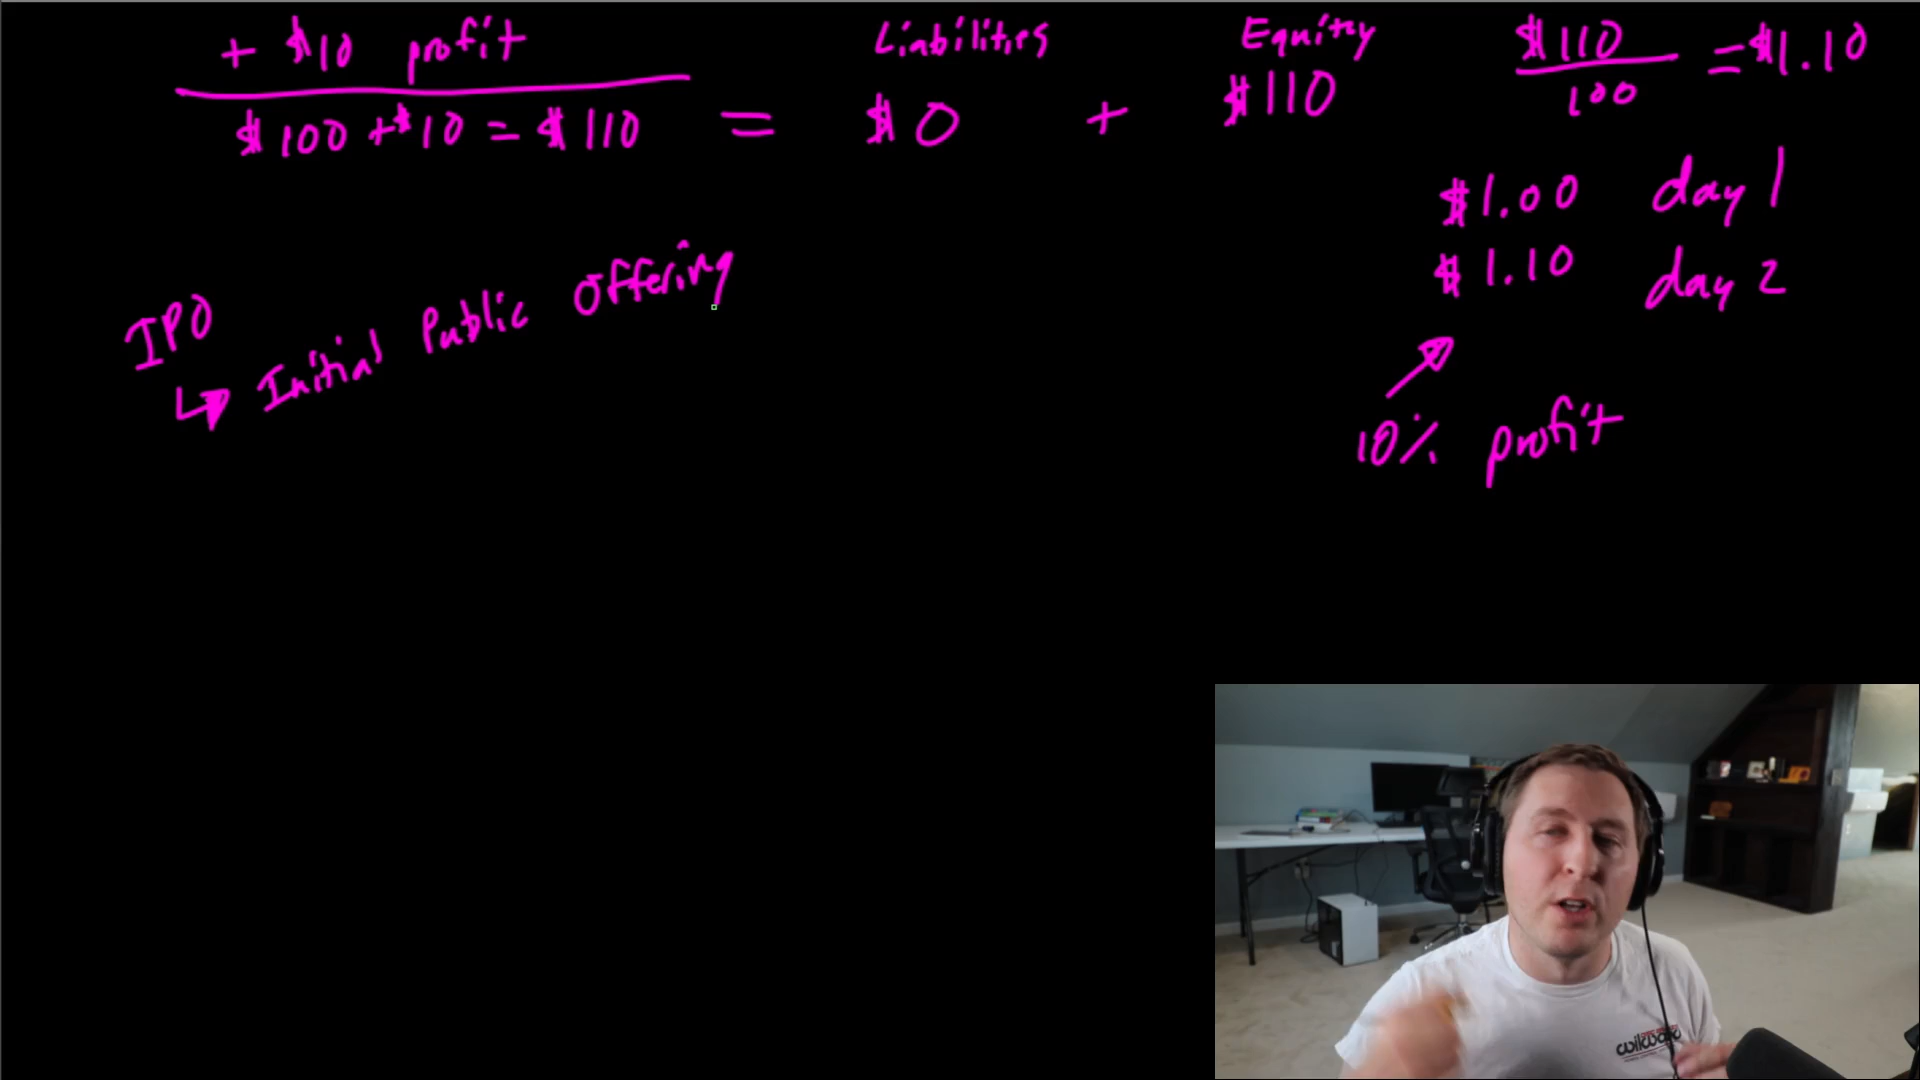 + $10 profit
$100 + $10 = $110 = $0 + $110
Liabilities
Equity
$110 / 100 = $1.10
$1.00 day 1
$1.10 day 2
10% profit
IPO
↳ Initial Public Offering